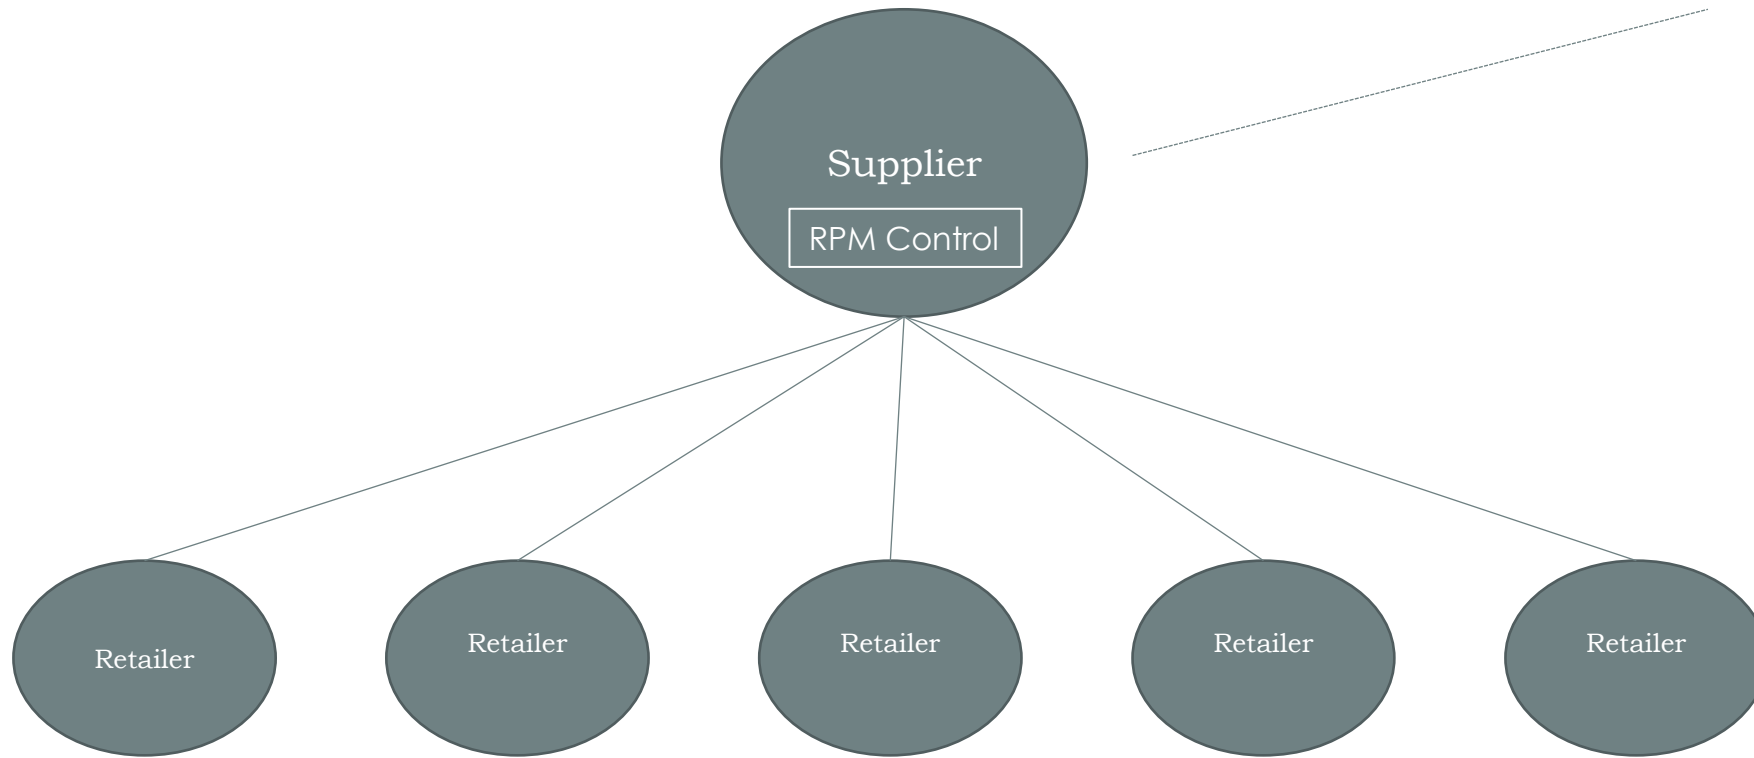 Supplier
RPM Control
Retailer
Retailer
Retailer
Retailer
Retailer